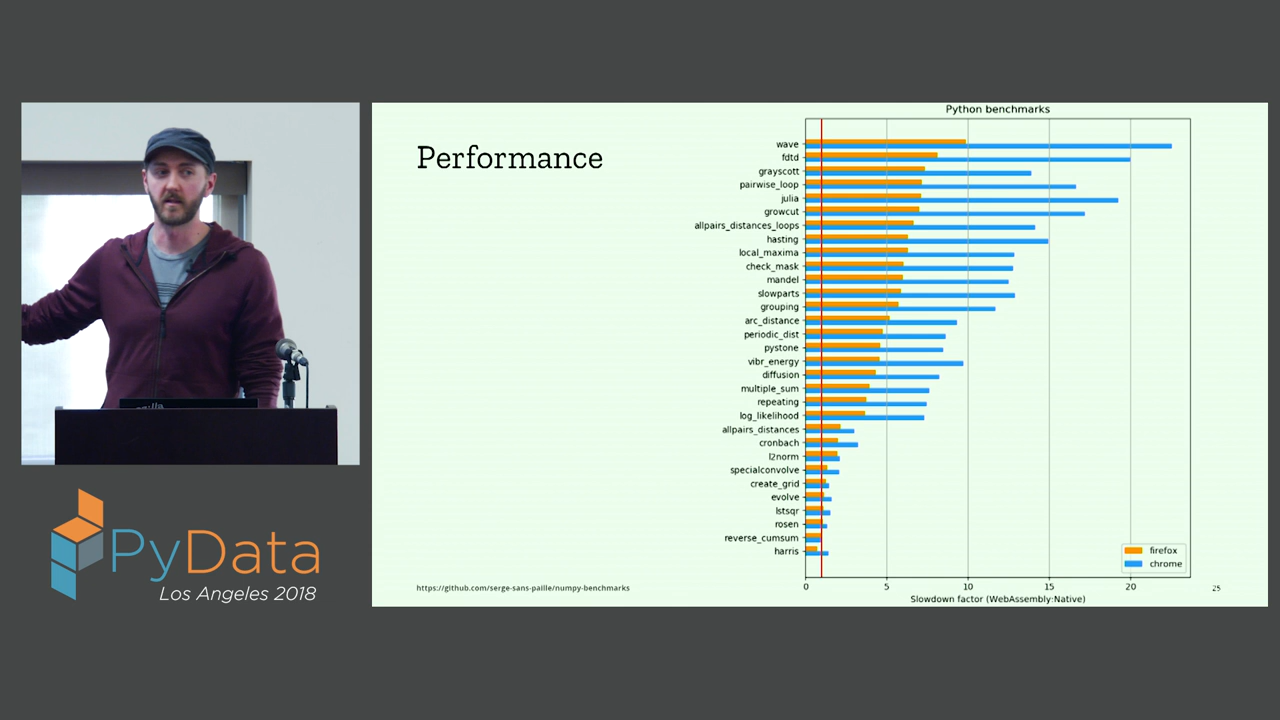 Performance
Python benchmarks
wave
fdtd
grayscott
pairwise_loop
julia
growcut
allpairs_distances_loops
hasting
local_maxima
check_mask
mandel
slowparts
grouping
arc_distance
periodic_dist
pystone
vibr_energy
diffusion
multiple_sum
repeating
log_likelihood
allpairs_distances
cronbach
l2norm
specialconvolve
create_grid
evolve
lstsqr
rosen
reverse_cumsum
harris
firefox
chrome
0 5 10 15 20
Slowdown factor (WebAssembly:Native)
https://github.com/serge-sans-paille/numpy-benchmarks
25
PyData
Los Angeles 2018